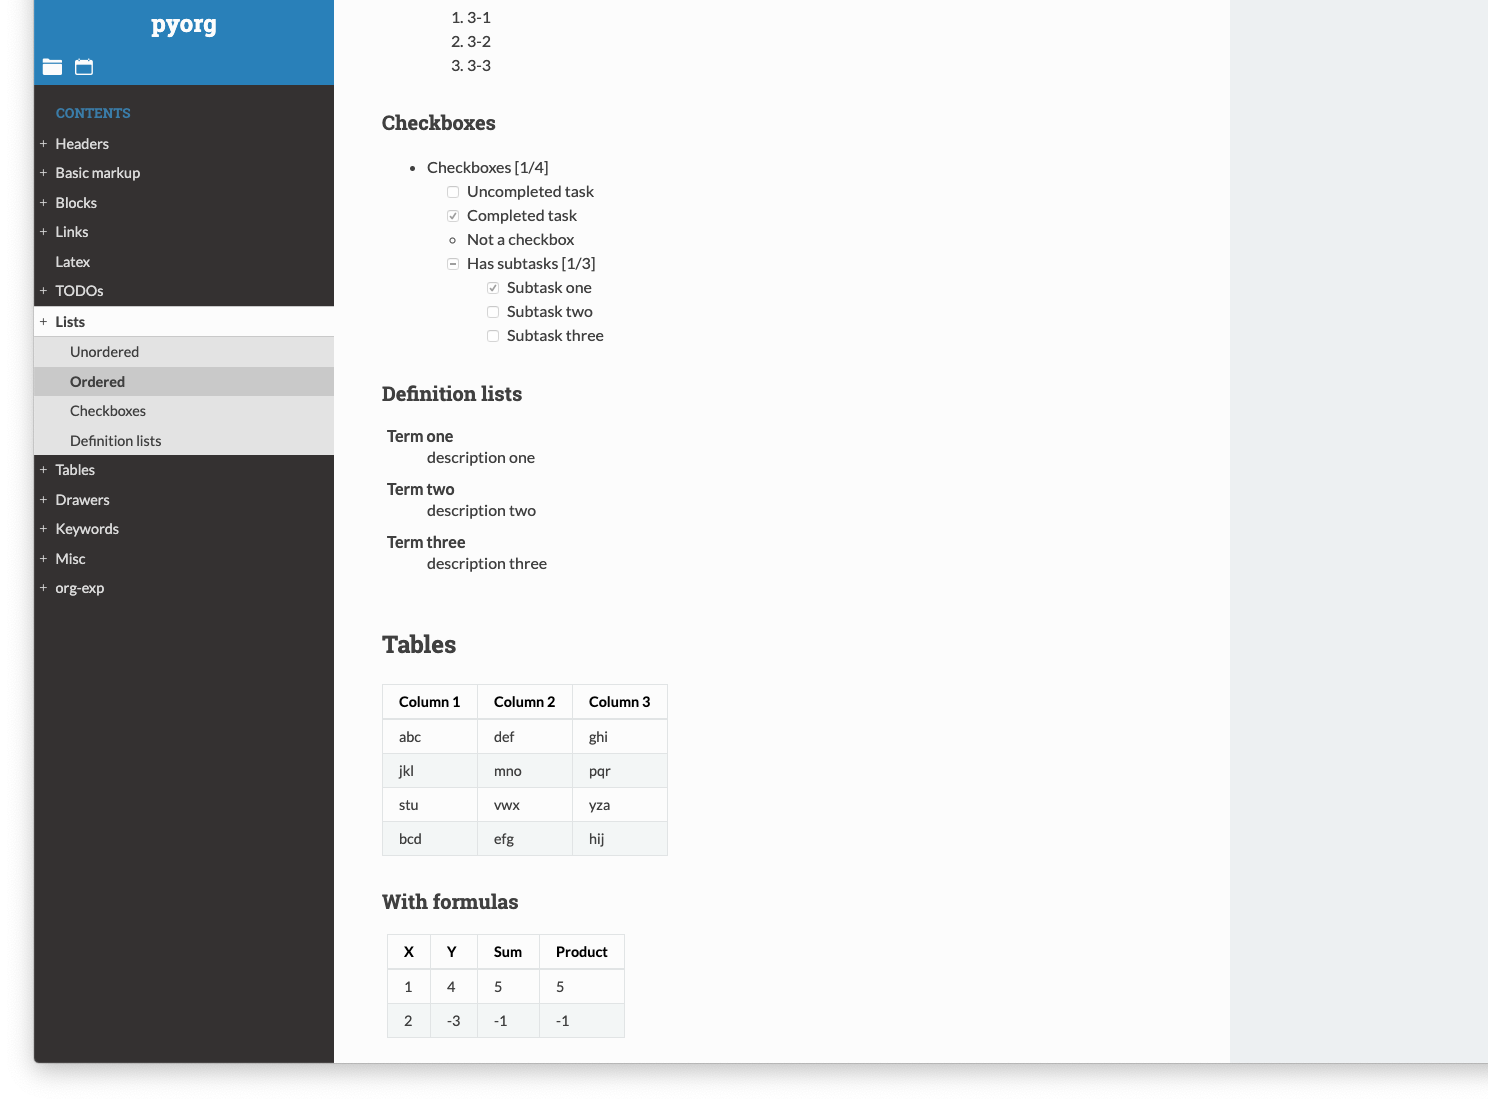 pyorg
CONTENTS
+ Headers
+ Basic markup
+ Blocks
+ Links
Latex
+ TODOs
+ Lists
Unordered
Ordered
Checkboxes
Definition lists
+ Tables
+ Drawers
+ Keywords
+ Misc
+ org-exp
1. 3-1
2. 3-2
3. 3-3
Checkboxes
• Checkboxes [1/4]
Uncompleted task
Completed task
Not a checkbox
Has subtasks [1/3]
Subtask one
Subtask two
Subtask three
Definition lists
Term one
description one
Term two
description two
Term three
description three
Tables
Column 1 Column 2 Column 3
abc def ghi
jkl mno pqr
stu vwx yza
bcd efg hij
With formulas
X Y Sum Product
1 4 5 5
2 -3 -1 -1